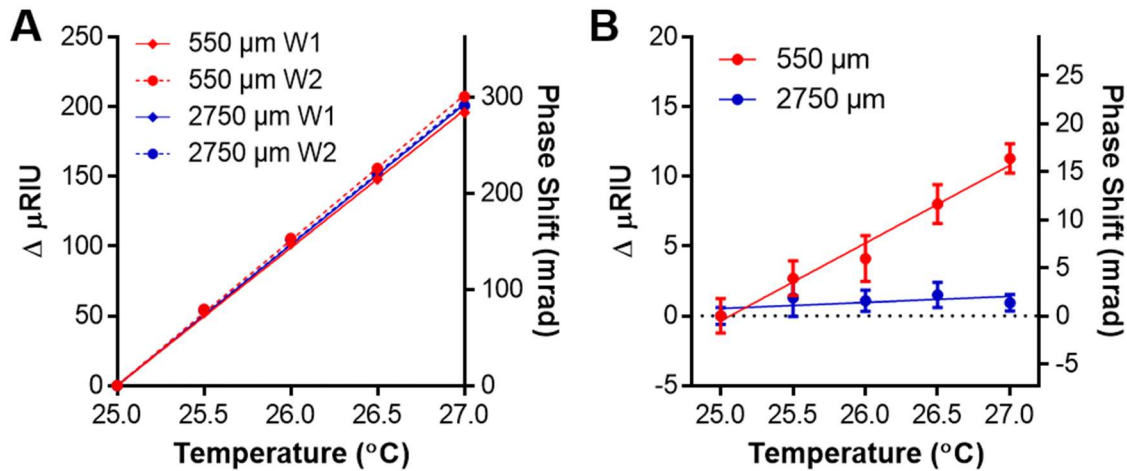 A
250
200
150
100
50
0
Δ μRIU
550 μm W1
550 μm W2
2750 μm W1
2750 μm W2
300
200
100
0
Phase Shift (mrad)
25.0 25.5 26.0 26.5 27.0
Temperature (°C)
B
20
15
10
5
0
-5
Δ μRIU
550 μm
2750 μm
25
20
15
10
5
0
-5
Phase Shift (mrad)
25.0 25.5 26.0 26.5 27.0
Temperature (°C)